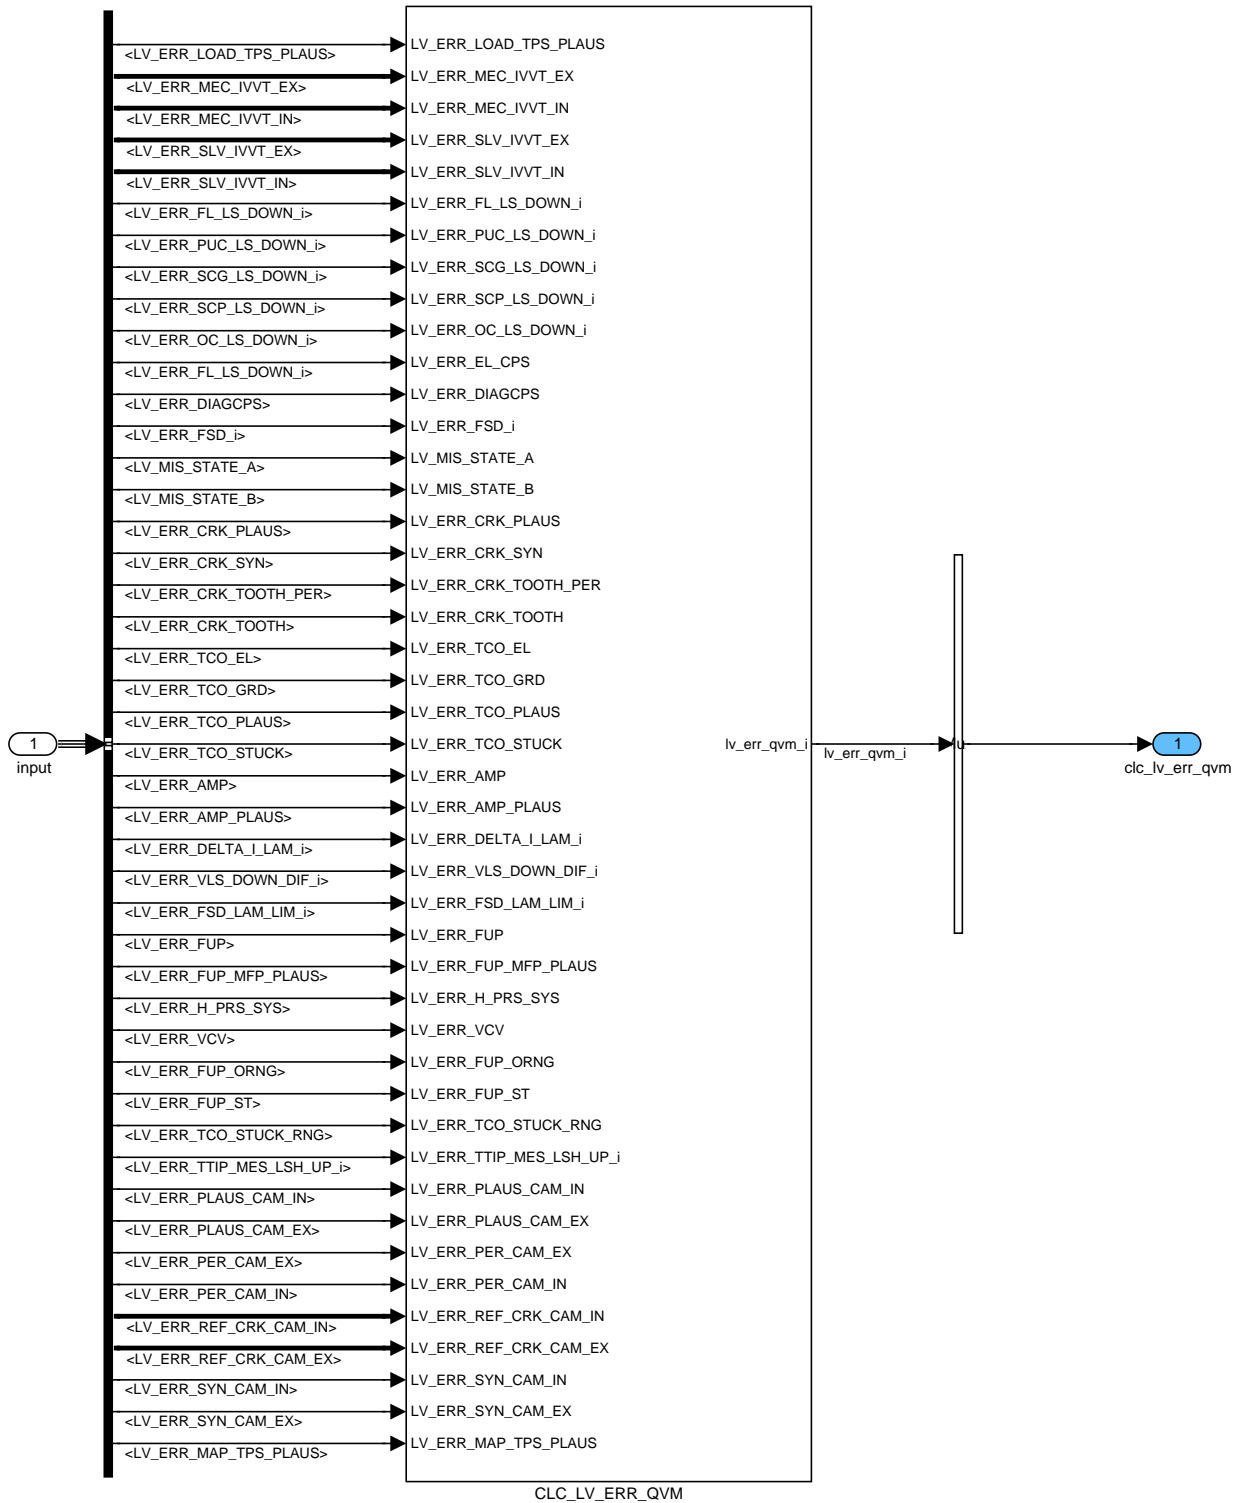 LV_ERR_LOAD_TPS_PLAUS
<LV_ERR_LOAD_TPS_PLAUS>
LV_ERR_MEC_IVVT_EX
<LV_ERR_MEC_IVVT_EX>
LV_ERR_MEC_IVVT_IN
<LV_ERR_MEC_IVVT_IN>
LV_ERR_SLV_IVVT_EX
<LV_ERR_SLV_IVVT_EX>
LV_ERR_SLV_IVVT_IN
<LV_ERR_SLV_IVVT_IN>
LV_ERR_FL_LS_DOWN_i
<LV_ERR_FL_LS_DOWN_i>
LV_ERR_PUC_LS_DOWN_i
<LV_ERR_PUC_LS_DOWN_i>
LV_ERR_SCG_LS_DOWN_i
<LV_ERR_SCG_LS_DOWN_i>
LV_ERR_SCP_LS_DOWN_i
<LV_ERR_SCP_LS_DOWN_i>
LV_ERR_OC_LS_DOWN_i
<LV_ERR_OC_LS_DOWN_i>
LV_ERR_EL_CPS
<LV_ERR_FL_LS_DOWN_i>
LV_ERR_DIAGCPS
<LV_ERR_DIAGCPS>
LV_ERR_FSD_i
<LV_ERR_FSD_i>
LV_MIS_STATE_A
<LV_MIS_STATE_A>
LV_MIS_STATE_B
<LV_MIS_STATE_B>
LV_ERR_CRK_PLAUS
<LV_ERR_CRK_PLAUS>
LV_ERR_CRK_SYN
<LV_ERR_CRK_SYN>
LV_ERR_CRK_TOOTH_PER
<LV_ERR_CRK_TOOTH_PER>
LV_ERR_CRK_TOOTH
<LV_ERR_CRK_TOOTH>
LV_ERR_TCO_EL
<LV_ERR_TCO_EL>
LV_ERR_TCO_GRD
<LV_ERR_TCO_GRD>
LV_ERR_TCO_PLAUS
<LV_ERR_TCO_PLAUS>
1
input
LV_ERR_TCO_STUCK
<LV_ERR_TCO_STUCK>
lv_err_qvm_i
lv_err_qvm_i
1
clc_lv_err_qvm
LV_ERR_AMP
<LV_ERR_AMP>
LV_ERR_AMP_PLAUS
<LV_ERR_AMP_PLAUS>
LV_ERR_DELTA_I_LAM_i
<LV_ERR_DELTA_I_LAM_i>
LV_ERR_VLS_DOWN_DIF_i
<LV_ERR_VLS_DOWN_DIF_i>
LV_ERR_FSD_LAM_LIM_i
<LV_ERR_FSD_LAM_LIM_i>
LV_ERR_FUP
<LV_ERR_FUP>
LV_ERR_FUP_MFP_PLAUS
<LV_ERR_FUP_MFP_PLAUS>
LV_ERR_H_PRS_SYS
<LV_ERR_H_PRS_SYS>
LV_ERR_VCV
<LV_ERR_VCV>
LV_ERR_FUP_ORNG
<LV_ERR_FUP_ORNG>
LV_ERR_FUP_ST
<LV_ERR_FUP_ST>
LV_ERR_TCO_STUCK_RNG
<LV_ERR_TCO_STUCK_RNG>
LV_ERR_TTIP_MES_LSH_UP_i
<LV_ERR_TTIP_MES_LSH_UP_i>
LV_ERR_PLAUS_CAM_IN
<LV_ERR_PLAUS_CAM_IN>
LV_ERR_PLAUS_CAM_EX
<LV_ERR_PLAUS_CAM_EX>
LV_ERR_PER_CAM_EX
<LV_ERR_PER_CAM_EX>
LV_ERR_PER_CAM_IN
<LV_ERR_PER_CAM_IN>
LV_ERR_REF_CRK_CAM_IN
<LV_ERR_REF_CRK_CAM_IN>
LV_ERR_REF_CRK_CAM_EX
<LV_ERR_REF_CRK_CAM_EX>
LV_ERR_SYN_CAM_IN
<LV_ERR_SYN_CAM_IN>
LV_ERR_SYN_CAM_EX
<LV_ERR_SYN_CAM_EX>
LV_ERR_MAP_TPS_PLAUS
<LV_ERR_MAP_TPS_PLAUS>
CLC_LV_ERR_QVM